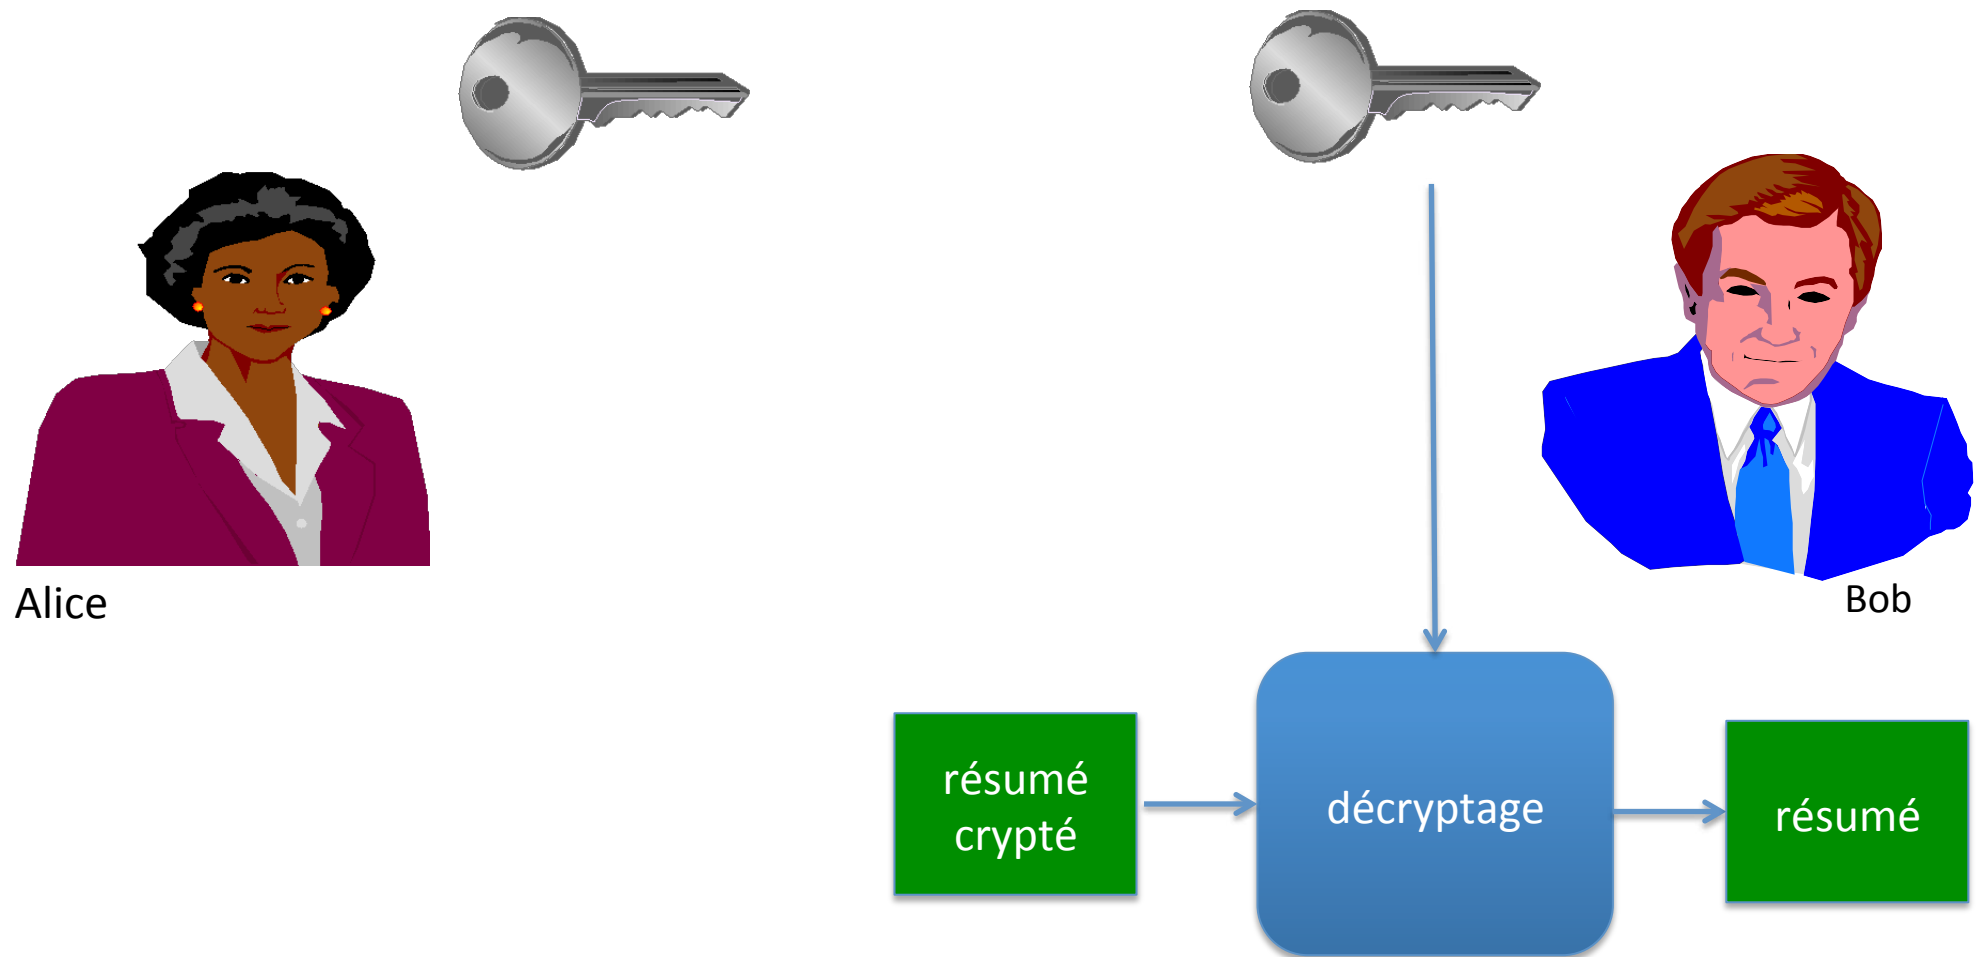 Alice
Bob
résumé
crypté
décryptage
résumé